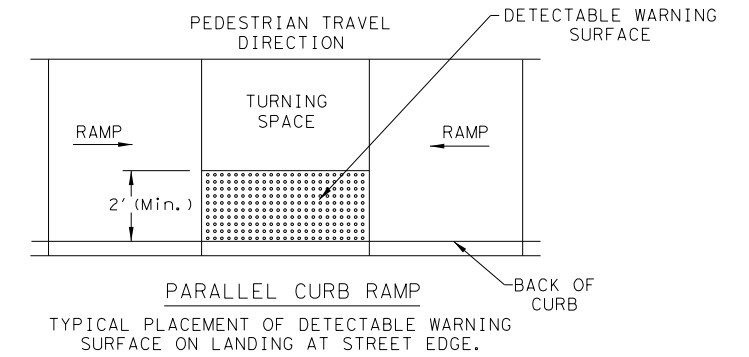 PEDESTRIAN TRAVEL
DIRECTION
DETECTABLE WARNING
SURFACE
TURNING
SPACE
RAMP
RAMP
2' (Min.)
BACK OF
CURB
PARALLEL CURB RAMP
TYPICAL PLACEMENT OF DETECTABLE WARNING
SURFACE ON LANDING AT STREET EDGE.